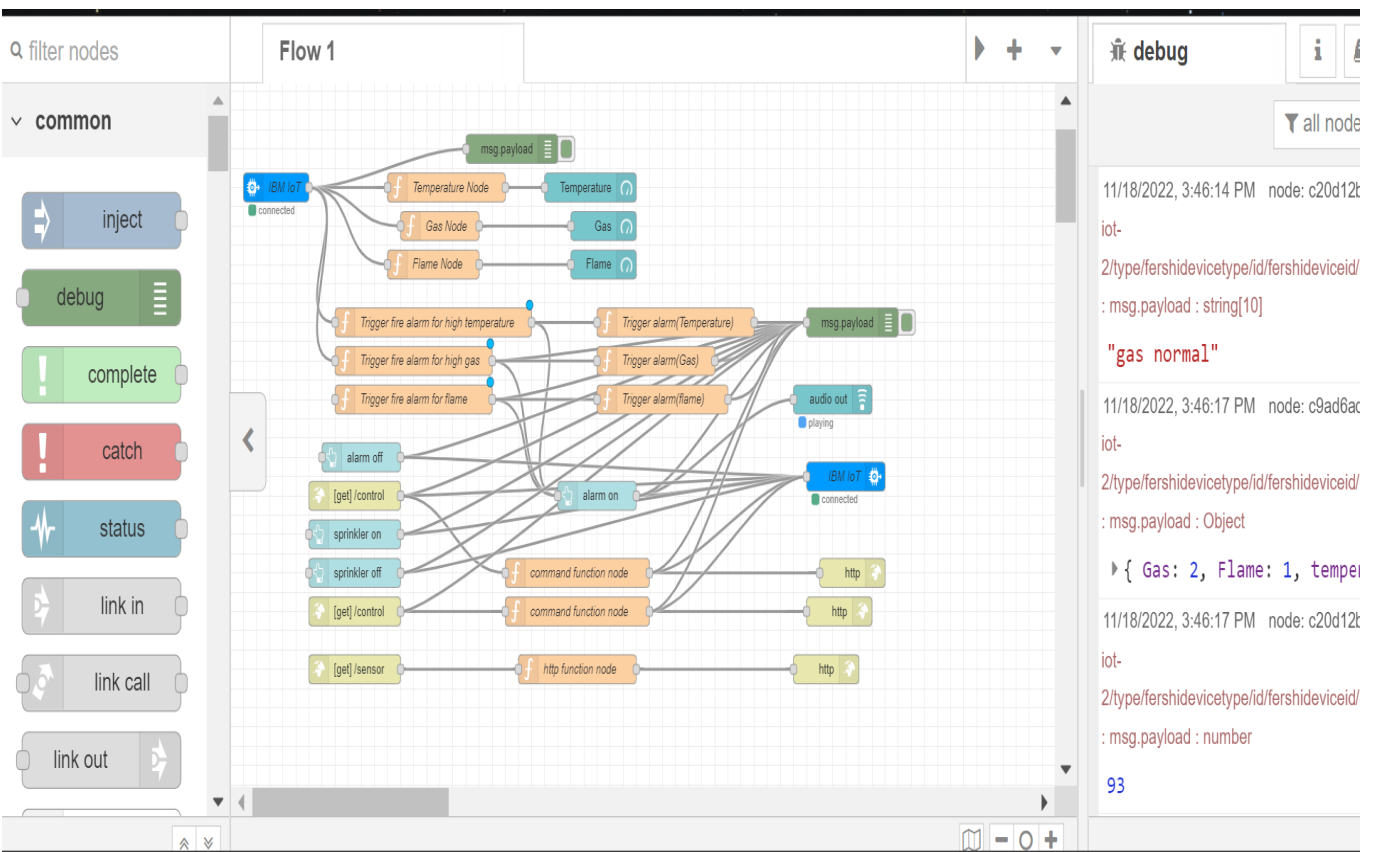 filter nodes
common
inject
debug
complete
catch
status
link in
link call
link out
Flow 1
msg.payload
IBM IoT
connected
Temperature Node
Temperature
Gas Node
Gas
Flame Node
Flame
Trigger fire alarm for high temperature
Trigger alarm(Temperature)
msg.payload
Trigger fire alarm for high gas
Trigger alarm(Gas)
Trigger fire alarm for flame
Trigger alarm(flame)
audio out
playing
alarm off
IBM IoT
connected
[get] /control
alarm on
sprinkler on
sprinkler off
command function node
http
[get] /control
command function node
http
[get] /sensor
http function node
http
debug
i
all node
11/18/2022, 3:46:14 PM node: c20d12b
iot-
2/type/fershidevicetype/id/fershideviceid/
: msg.payload : string[10]
"gas normal"
11/18/2022, 3:46:17 PM node: c9ad6ac
iot-
2/type/fershidevicetype/id/fershideviceid/
: msg.payload : Object
{ Gas: 2, Flame: 1, temper
11/18/2022, 3:46:17 PM node: c20d12b
iot-
2/type/fershidevicetype/id/fershideviceid/
: msg.payload : number
93